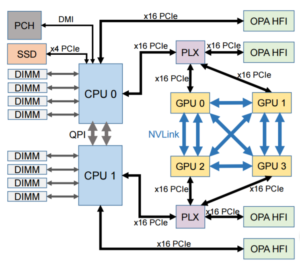 PCH
DMI
x16 PCIe
OPA HFI
SSD
x4 PCIe
x16 PCIe
PLX
x16 PCIe
OPA HFI
DIMM
DIMM
DIMM
DIMM
CPU 0
x16 PCIe
x16 PCIe
GPU 0
GPU 1
QPI
NVLink
DIMM
DIMM
DIMM
DIMM
CPU 1
GPU 2
GPU 3
x16 PCIe
x16 PCIe
x16 PCIe
PLX
x16 PCIe
OPA HFI
x16 PCIe
OPA HFI